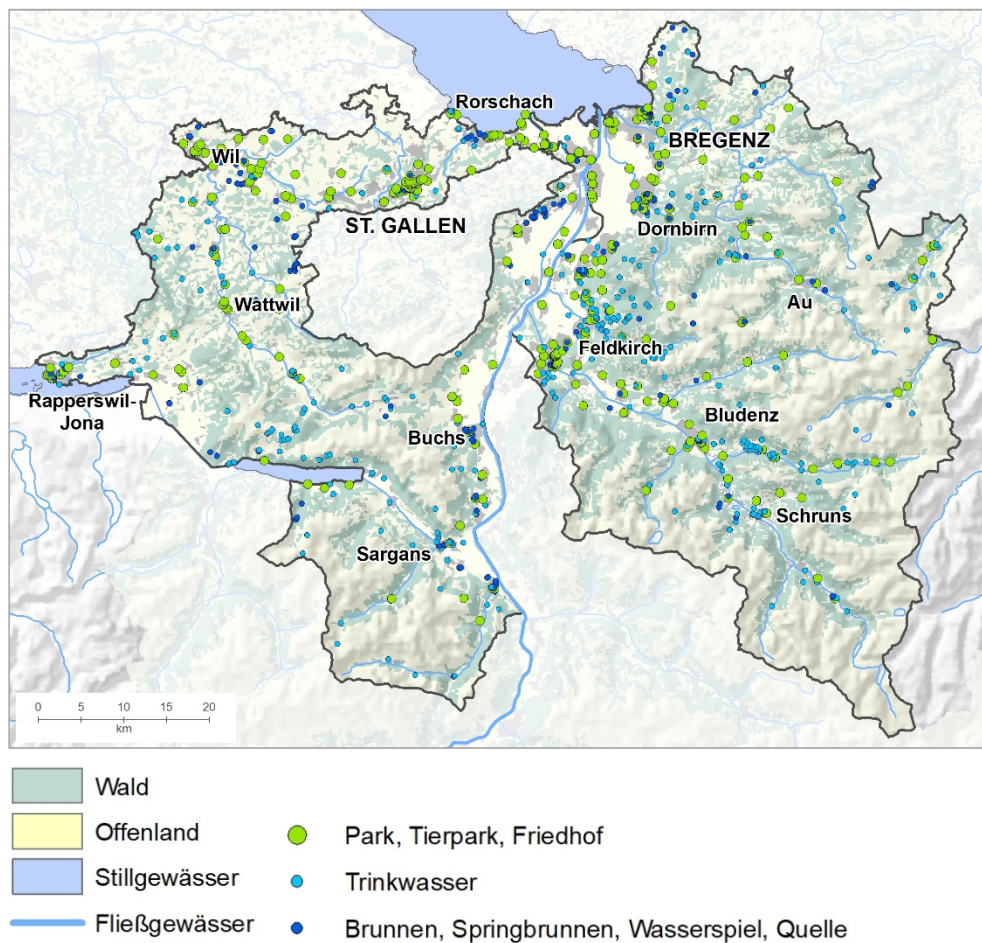 Rorschach
BREGENZ
Wil
ST. GALLEN
Dornbirn
Au
Wattwil
Feldkirch
Rapperswil-
Jona
Bludenz
Buchs
Schruns
Sargans
0 5 10 15 20
km
Wald
Offenland
Park, Tierpark, Friedhof
Stillgewässer
Trinkwasser
Fließgewässer
Brunnen, Springbrunnen, Wasserspiel, Quelle